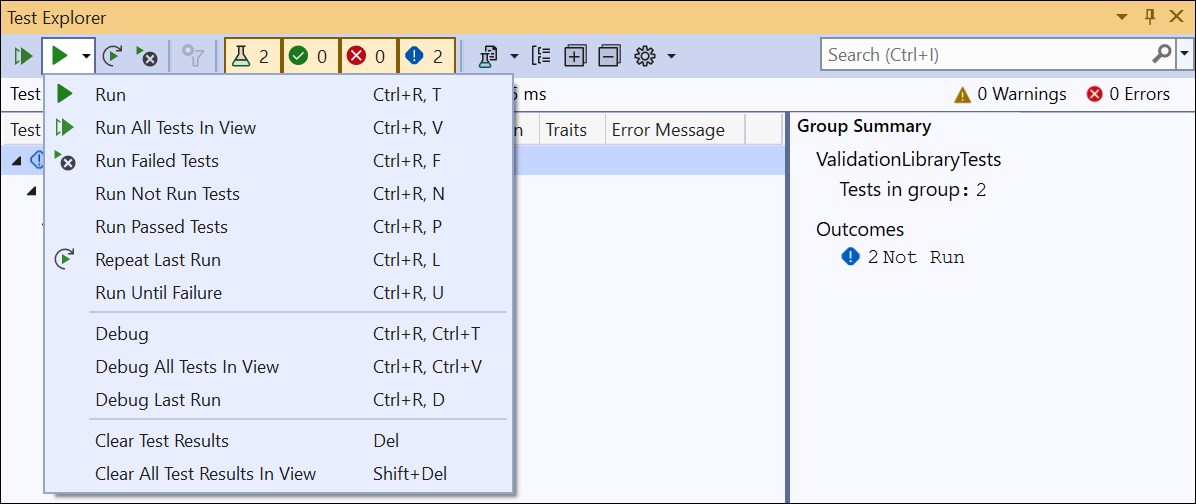 Test Explorer
2 0 0 2 Search (Ctrl+I)
Test ms 0 Warnings 0 Errors
Test Traits Error Message
Run Ctrl+R, T
Run All Tests In View Ctrl+R, V
Run Failed Tests Ctrl+R, F
Run Not Run Tests Ctrl+R, N
Run Passed Tests Ctrl+R, P
Repeat Last Run Ctrl+R, L
Run Until Failure Ctrl+R, U
Debug Ctrl+R, Ctrl+T
Debug All Tests In View Ctrl+R, Ctrl+V
Debug Last Run Ctrl+R, D
Clear Test Results Del
Clear All Test Results In View Shift+Del
Group Summary
ValidationLibraryTests
Tests in group: 2
Outcomes
2 Not Run